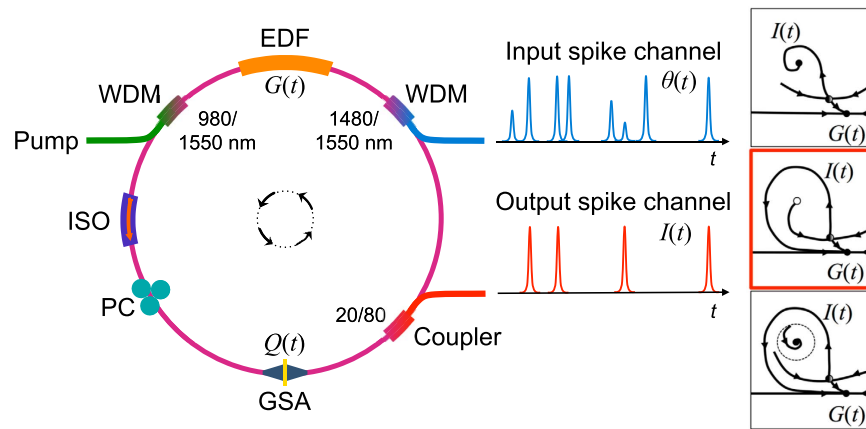 EDF
G(t)
WDM
WDM
980/
1550 nm
1480/
1550 nm
Pump
ISO
PC
Q(t)
GSA
20/80
Coupler
Input spike channel
θ(t)
t
Output spike channel
I(t)
t
I(t)
G(t)
I(t)
G(t)
I(t)
G(t)